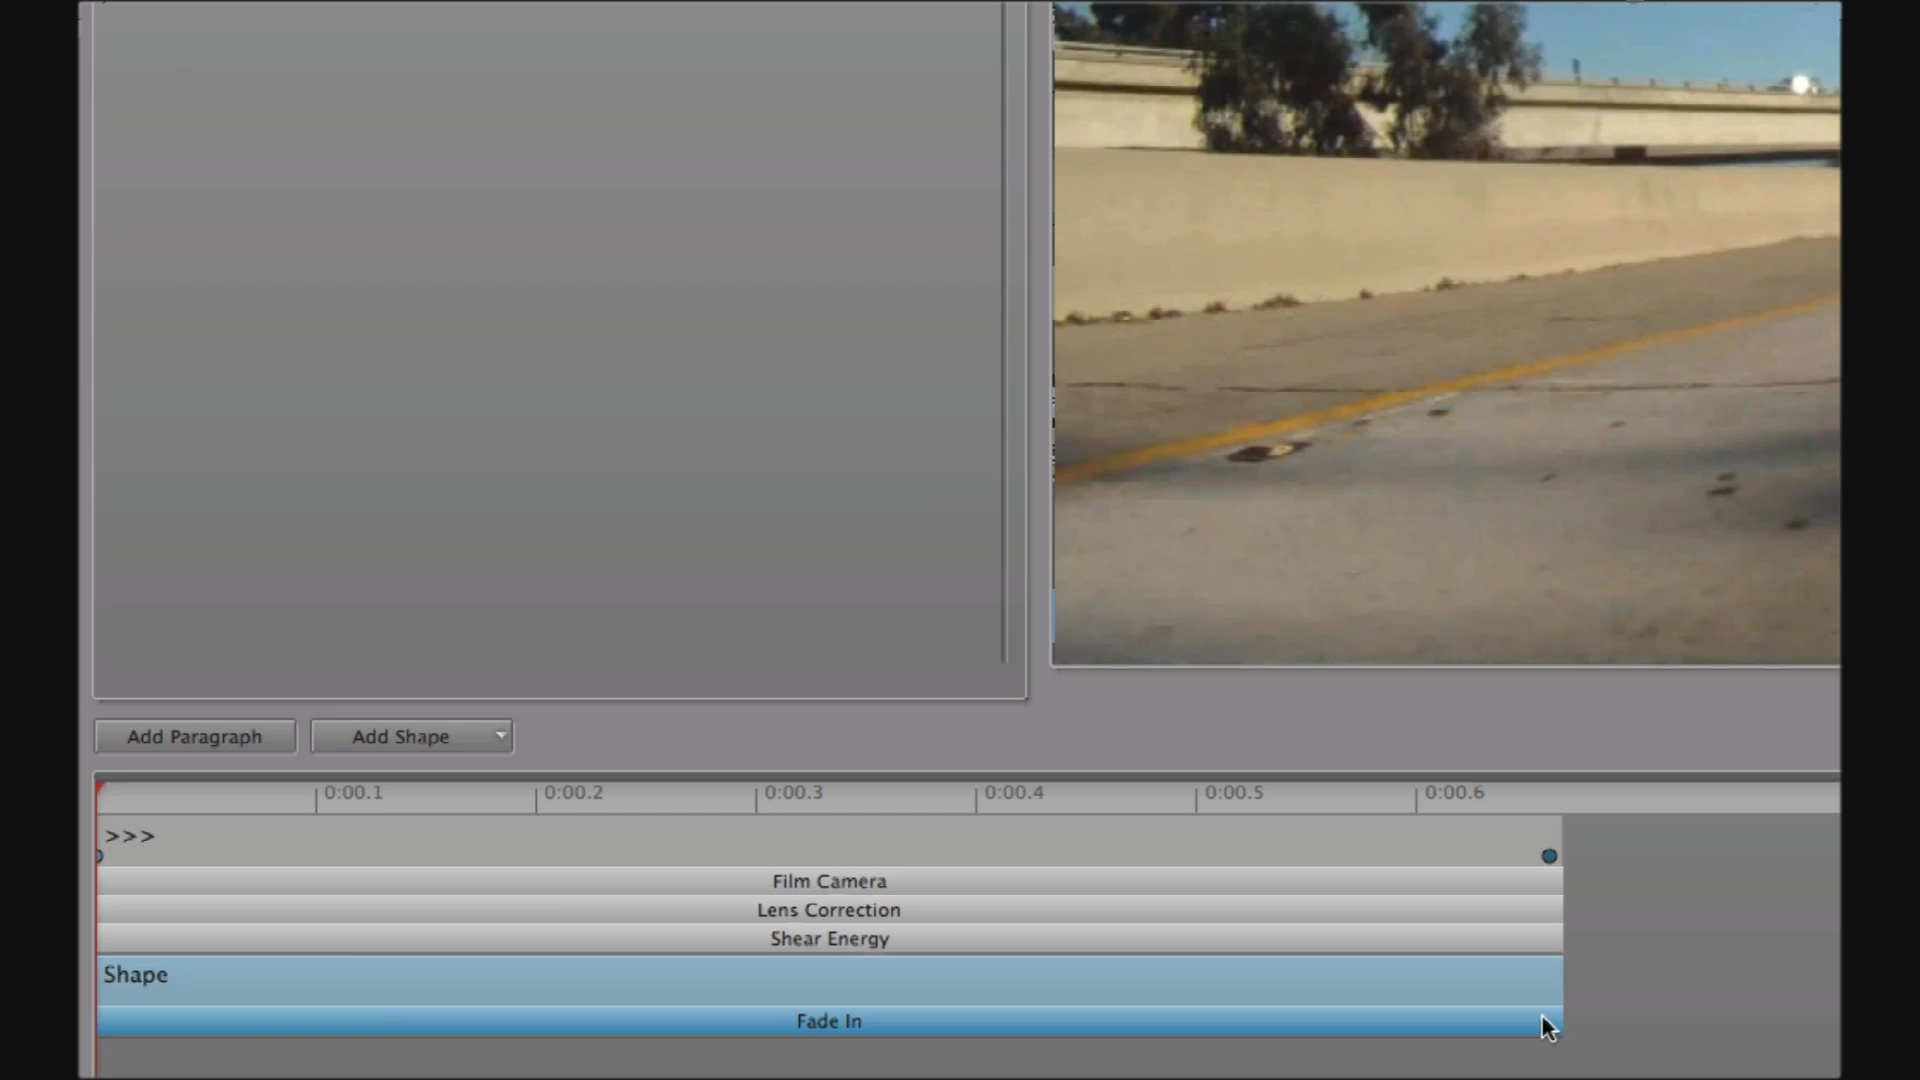 Add Paragraph
Add Shape
0:00.1
0:00.2
0:00.3
0:00.4
0:00.5
0:00.6
>>>
Film Camera
Lens Correction
Shear Energy
Shape
Fade In